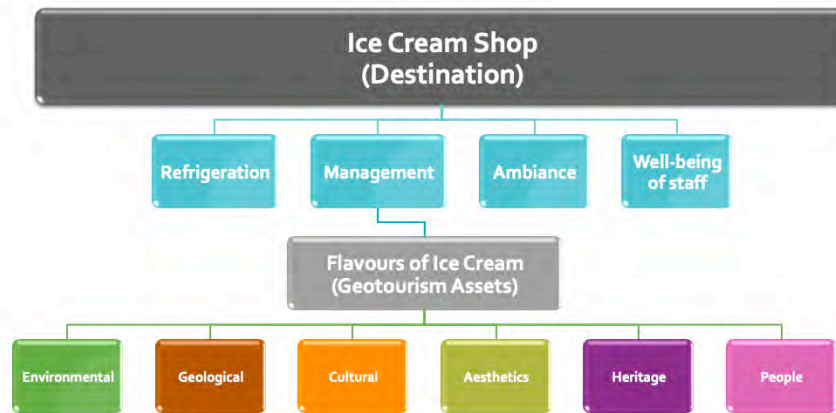 Ice Cream Shop
(Destination)
Refrigeration
Management
Ambiance
Well-being
of staff
Flavours of Ice Cream
(Geotourism Assets)
Environmental
Geological
Cultural
Aesthetics
Heritage
People